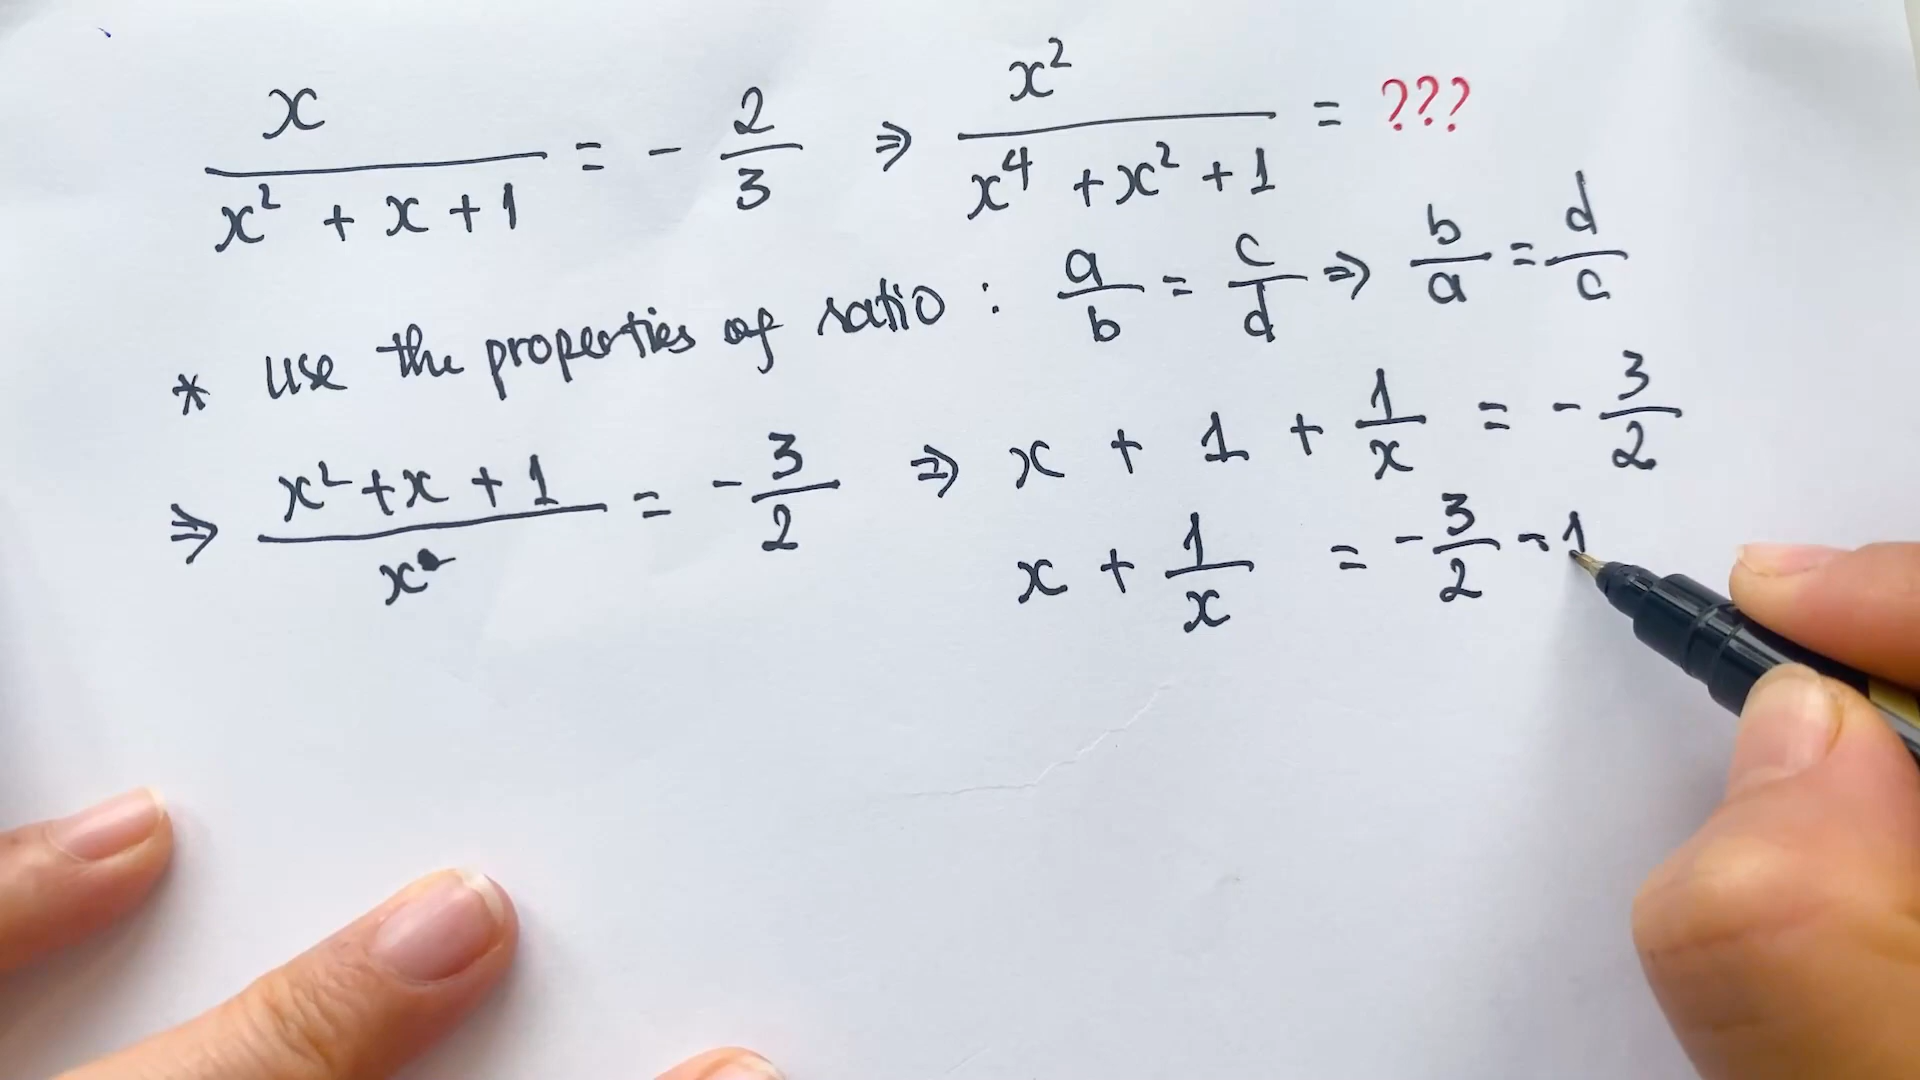 x / (x² + x + 1) = - 2/3 ⇒ x² / (x⁴ + x² + 1) = ???
* Use the properties of ratio : a/b = c/d ⇒ b/a = d/c
⇒ (x² + x + 1) / x = - 3/2 ⇒ x + 1 + 1/x = - 3/2
x + 1/x = - 3/2 - 1